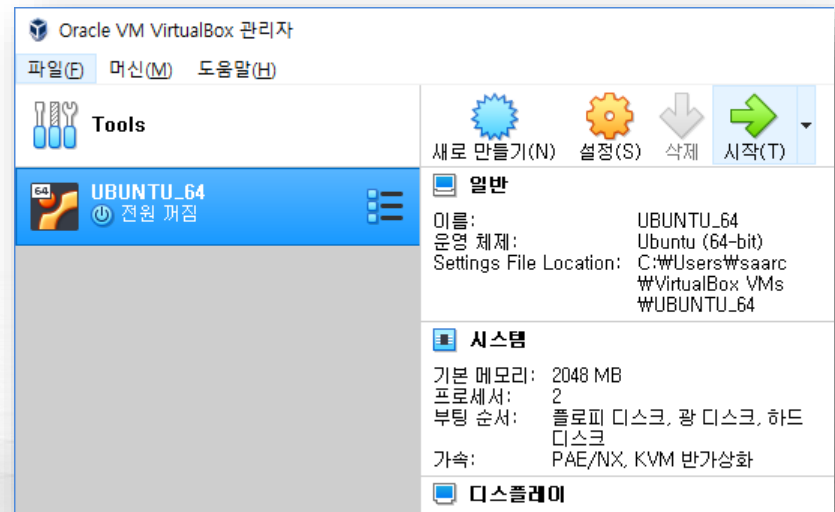 Oracle VM VirtualBox 관리자
파일(F) 머신(M) 도움말(H)
Tools
새로 만들기(N) 설정(S) 삭제 시작(T)
64
UBUNTU_64
전원 꺼짐
일반
이름: UBUNTU_64
운영 체제: Ubuntu (64-bit)
Settings File Location: C:₩Users₩saarc
₩VirtualBox VMs
₩UBUNTU_64
시스템
기본 메모리: 2048 MB
프로세서: 2
부팅 순서: 플로피 디스크, 광 디스크, 하드
디스크
가속: PAE/NX, KVM 반가상화
디스플레이